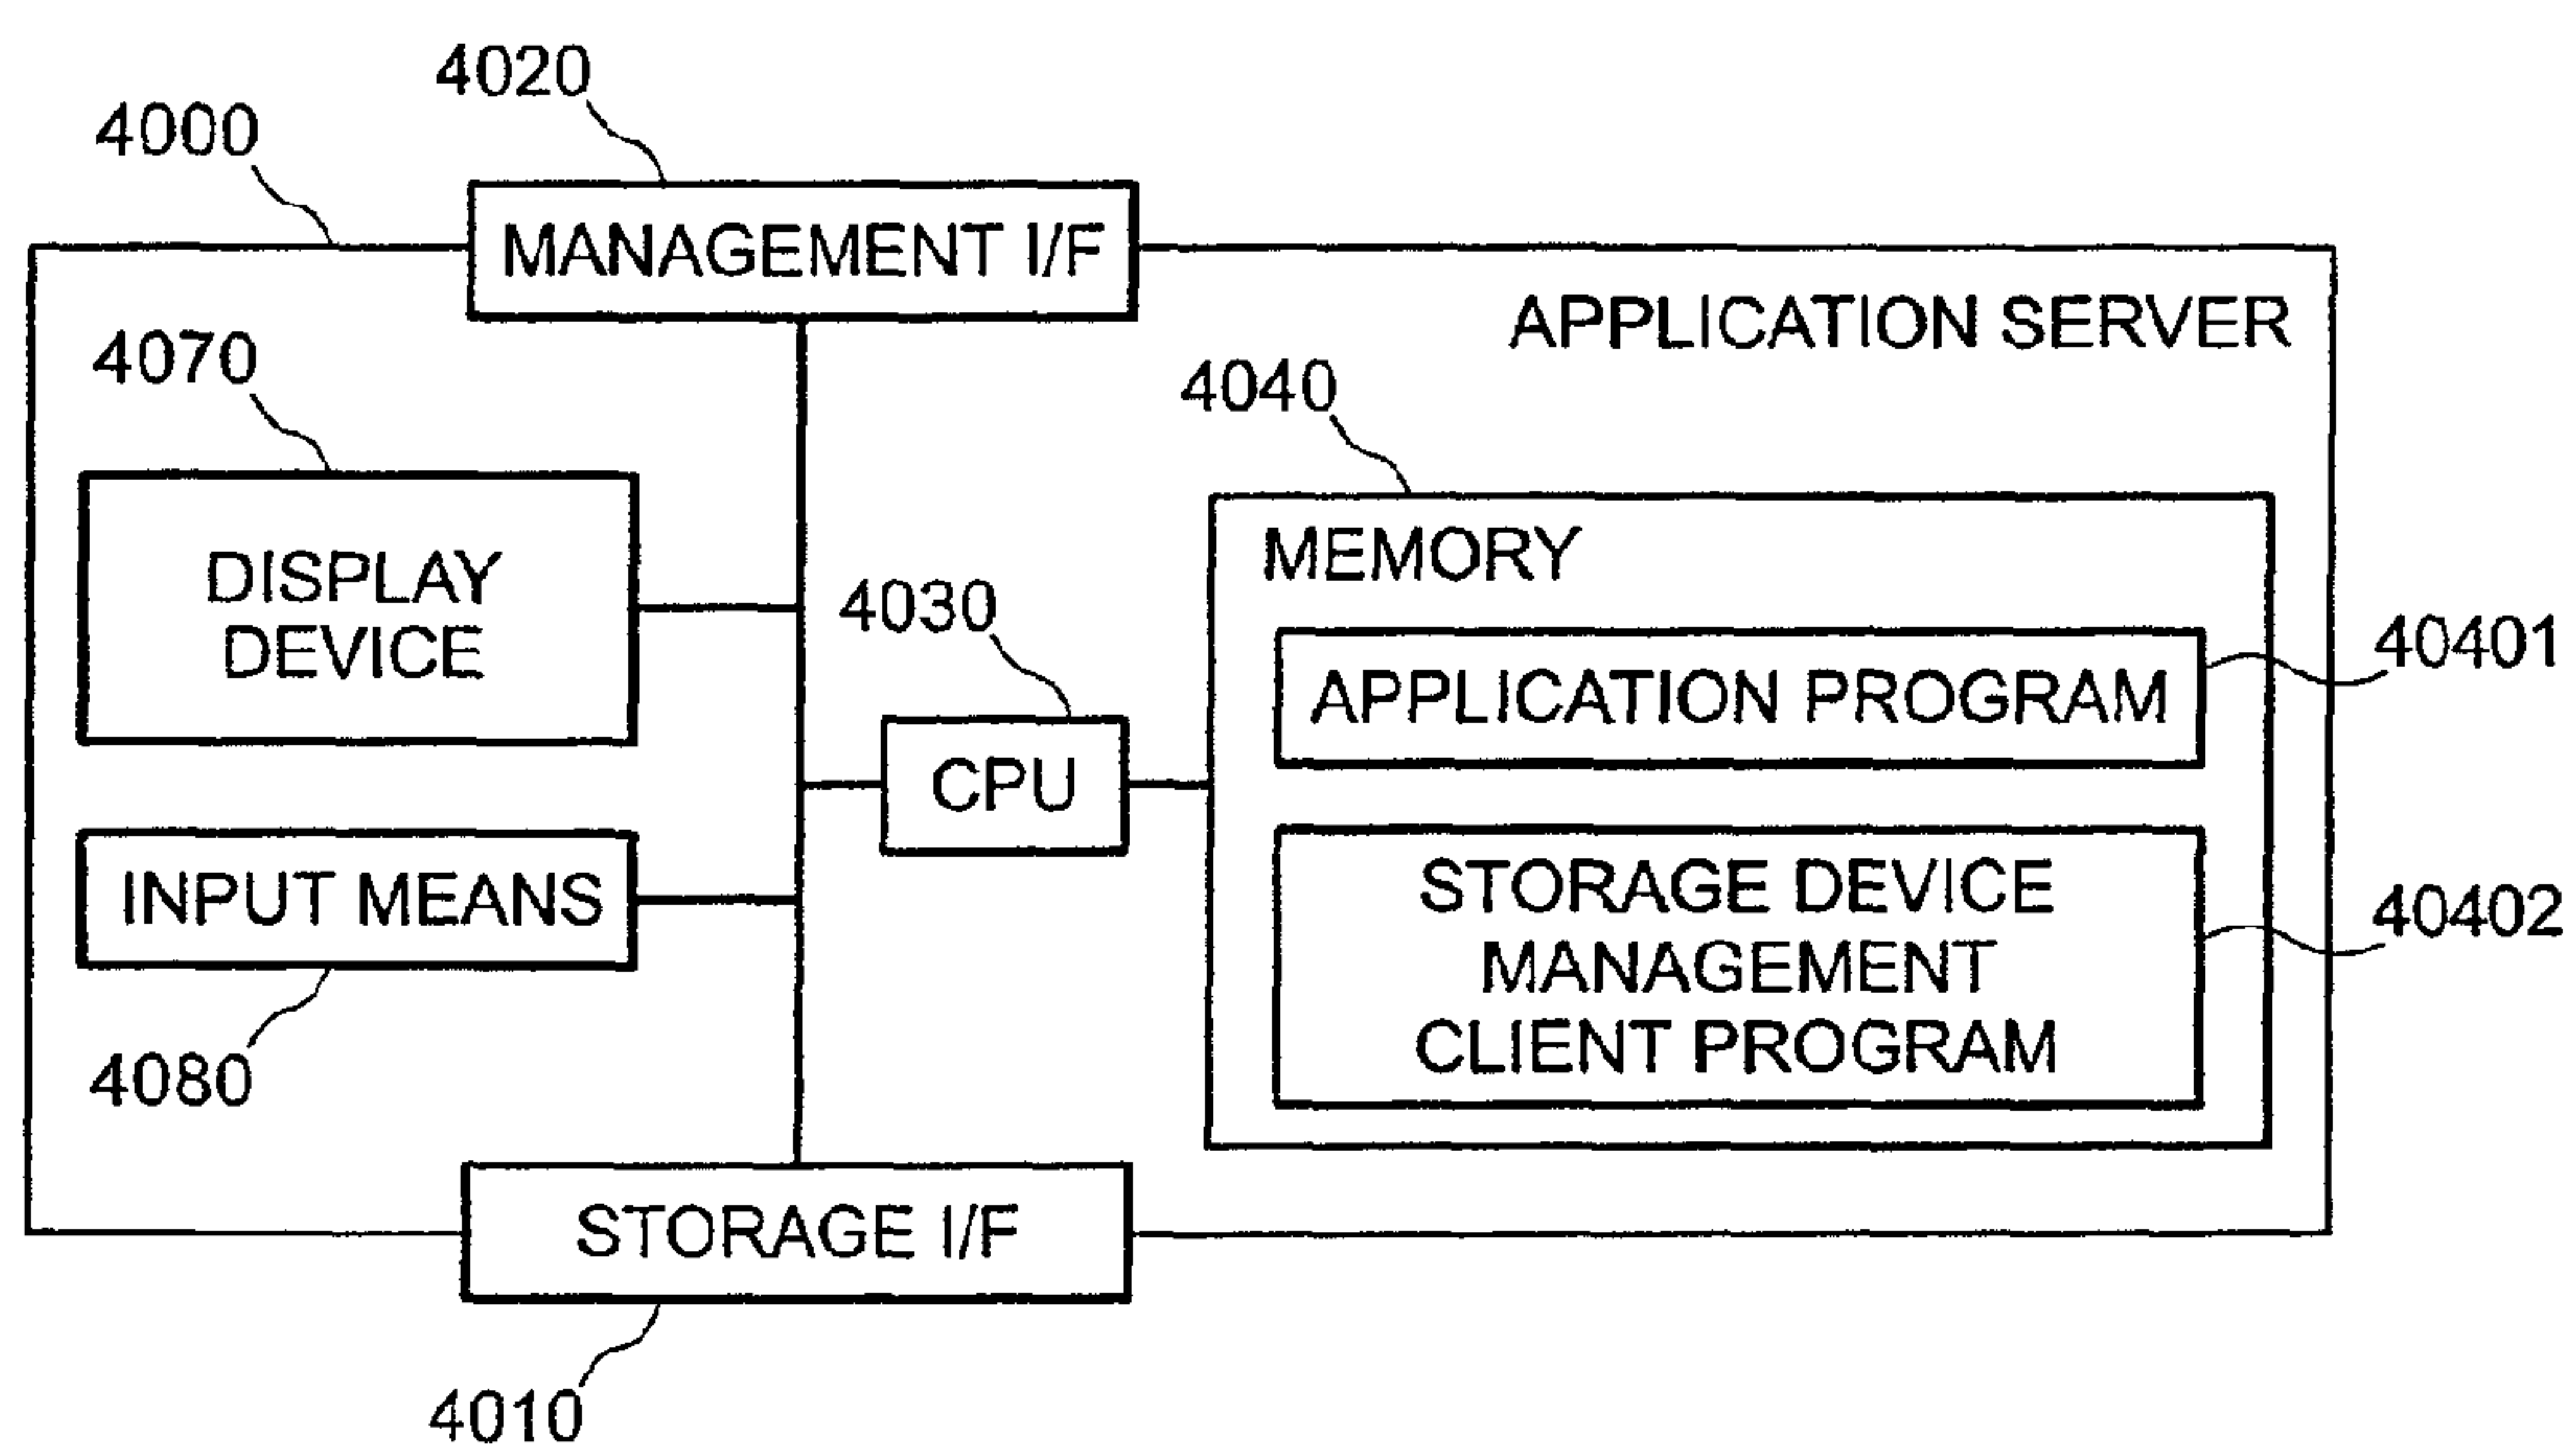 4020
4000
MANAGEMENT I/F
APPLICATION SERVER
4070
4040
DISPLAY
DEVICE
MEMORY
4030
40401
APPLICATION PROGRAM
CPU
INPUT MEANS
STORAGE DEVICE
MANAGEMENT
CLIENT PROGRAM
40402
4080
STORAGE I/F
4010